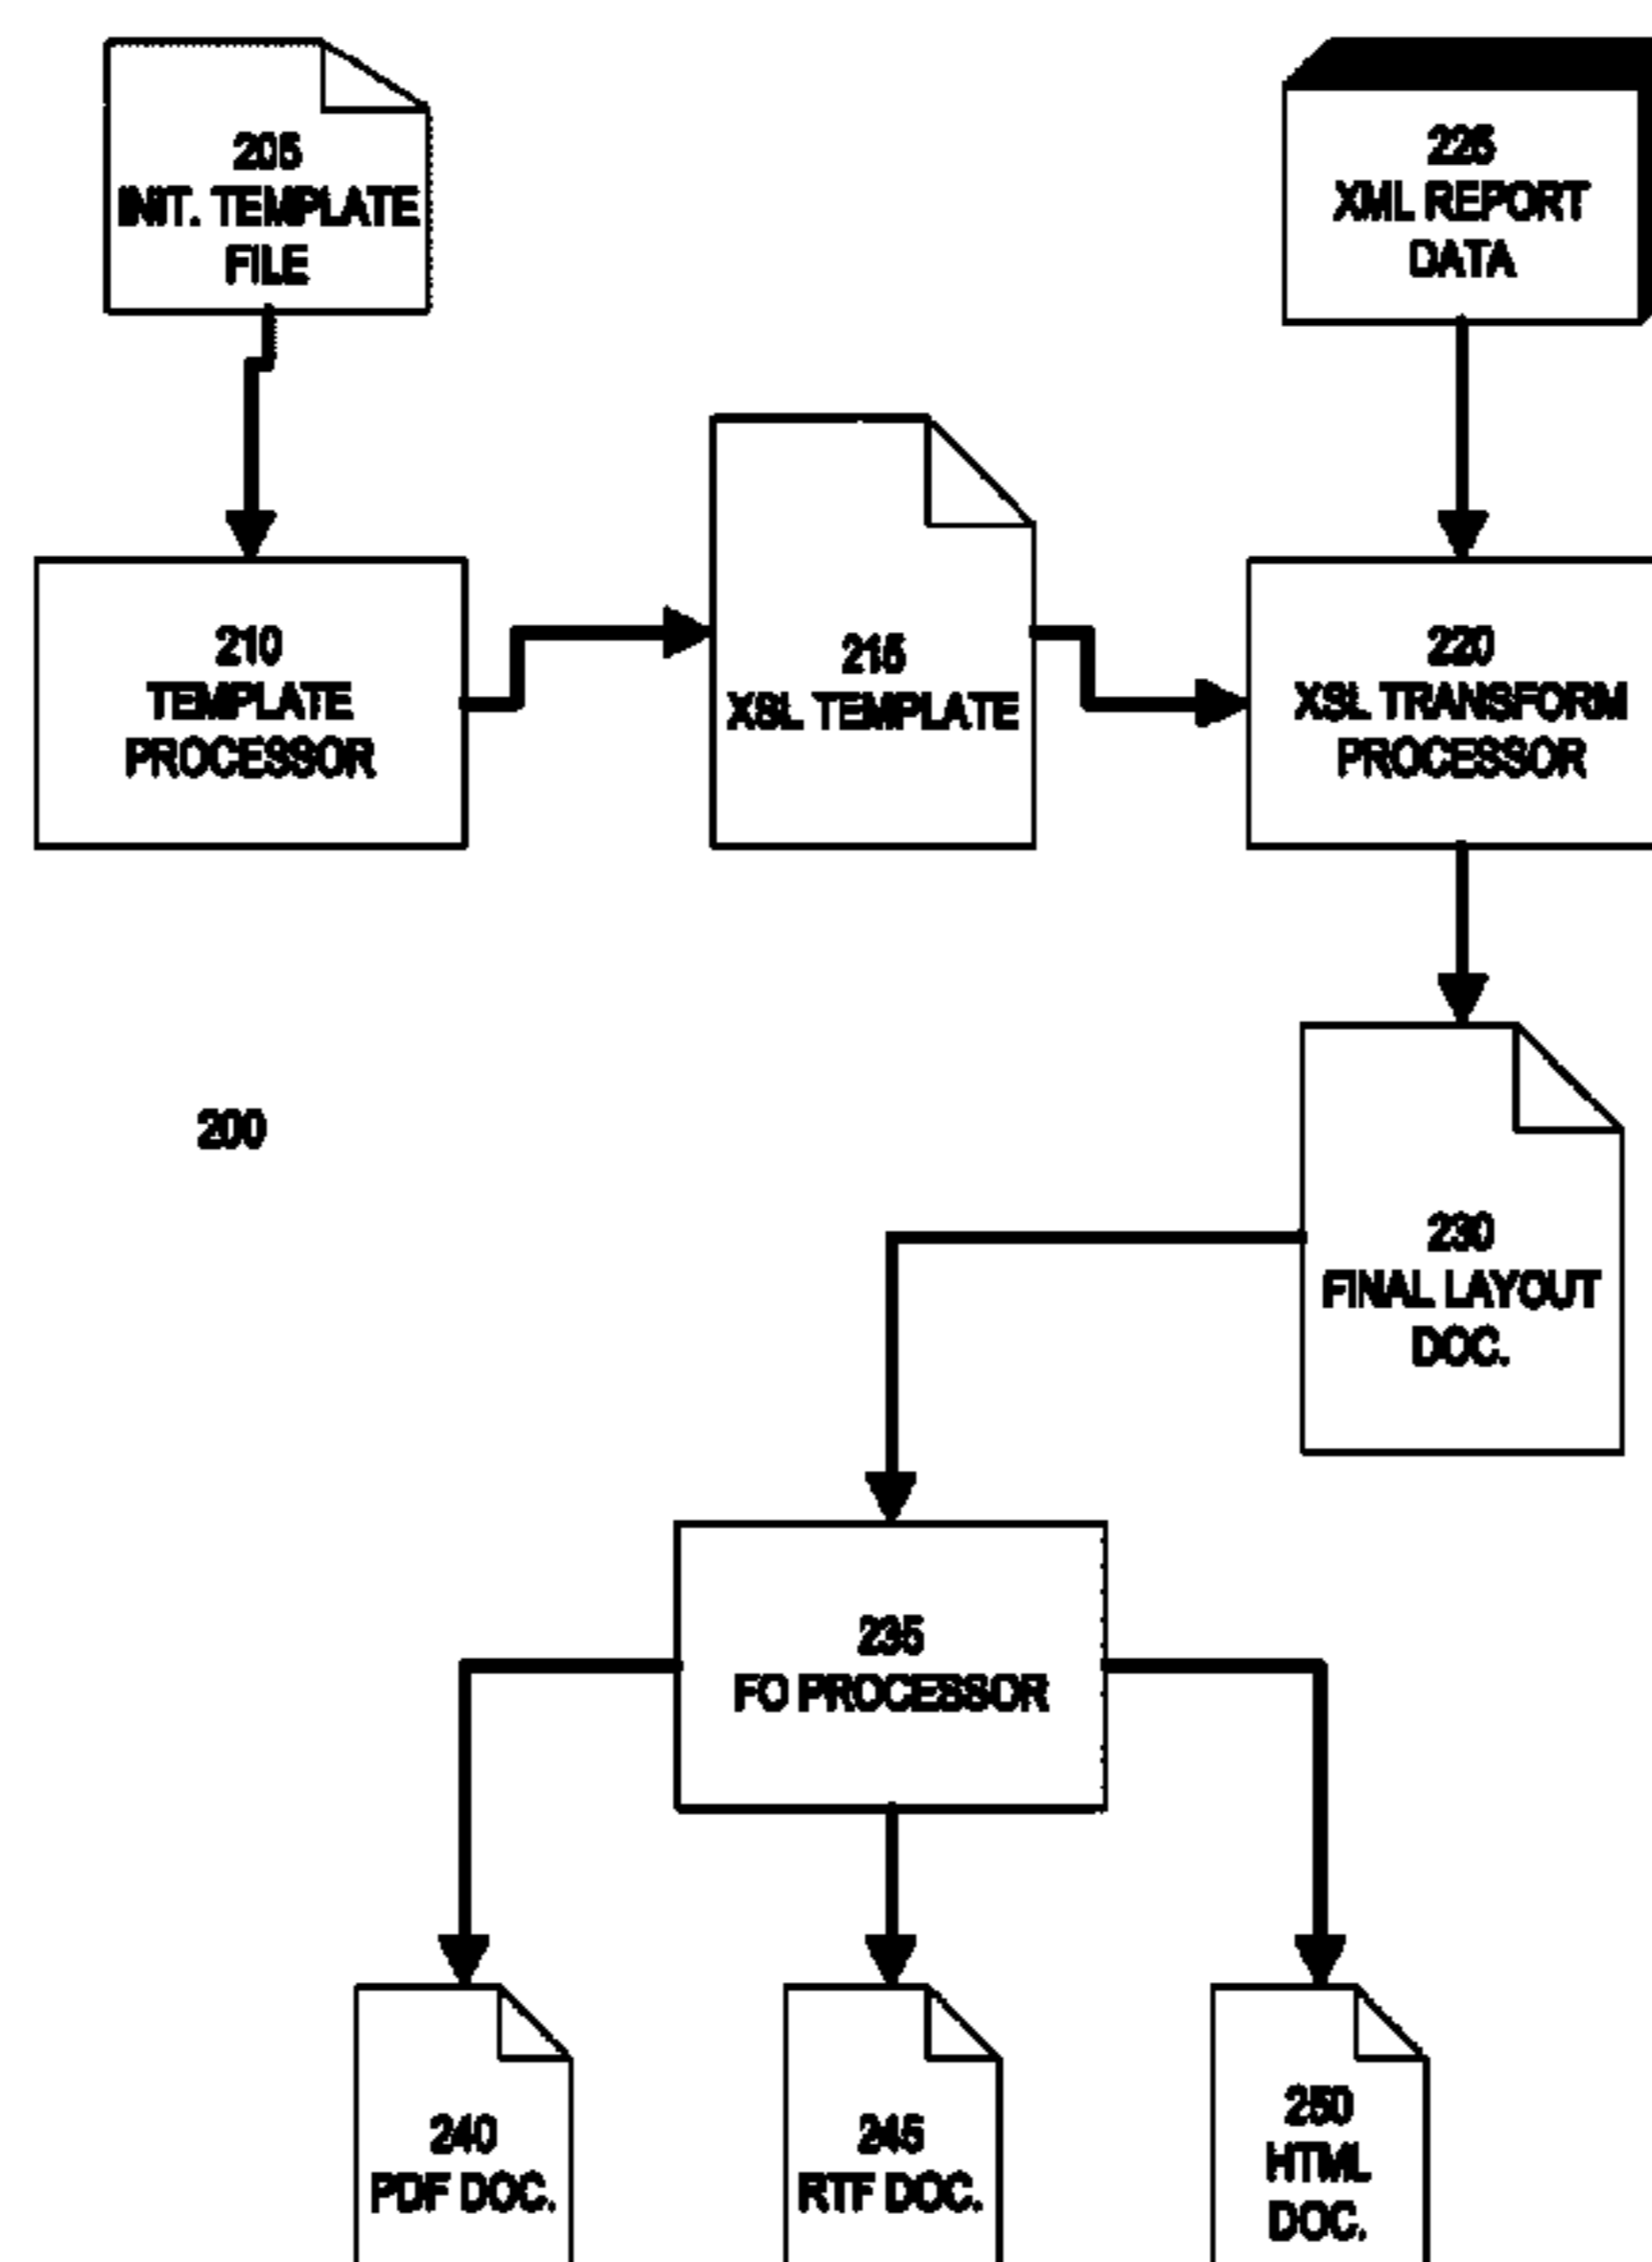 205
INIT. TEMPLATE
FILE
225
XML REPORT
DATA
210
TEMPLATE
PROCESSOR
215
XSL TEMPLATE
220
XSL TRANSFORM
PROCESSOR
200
230
FINAL LAYOUT
DOC.
235
FO PROCESSOR
240
PDF DOC.
245
RTF DOC.
250
HTML
DOC.